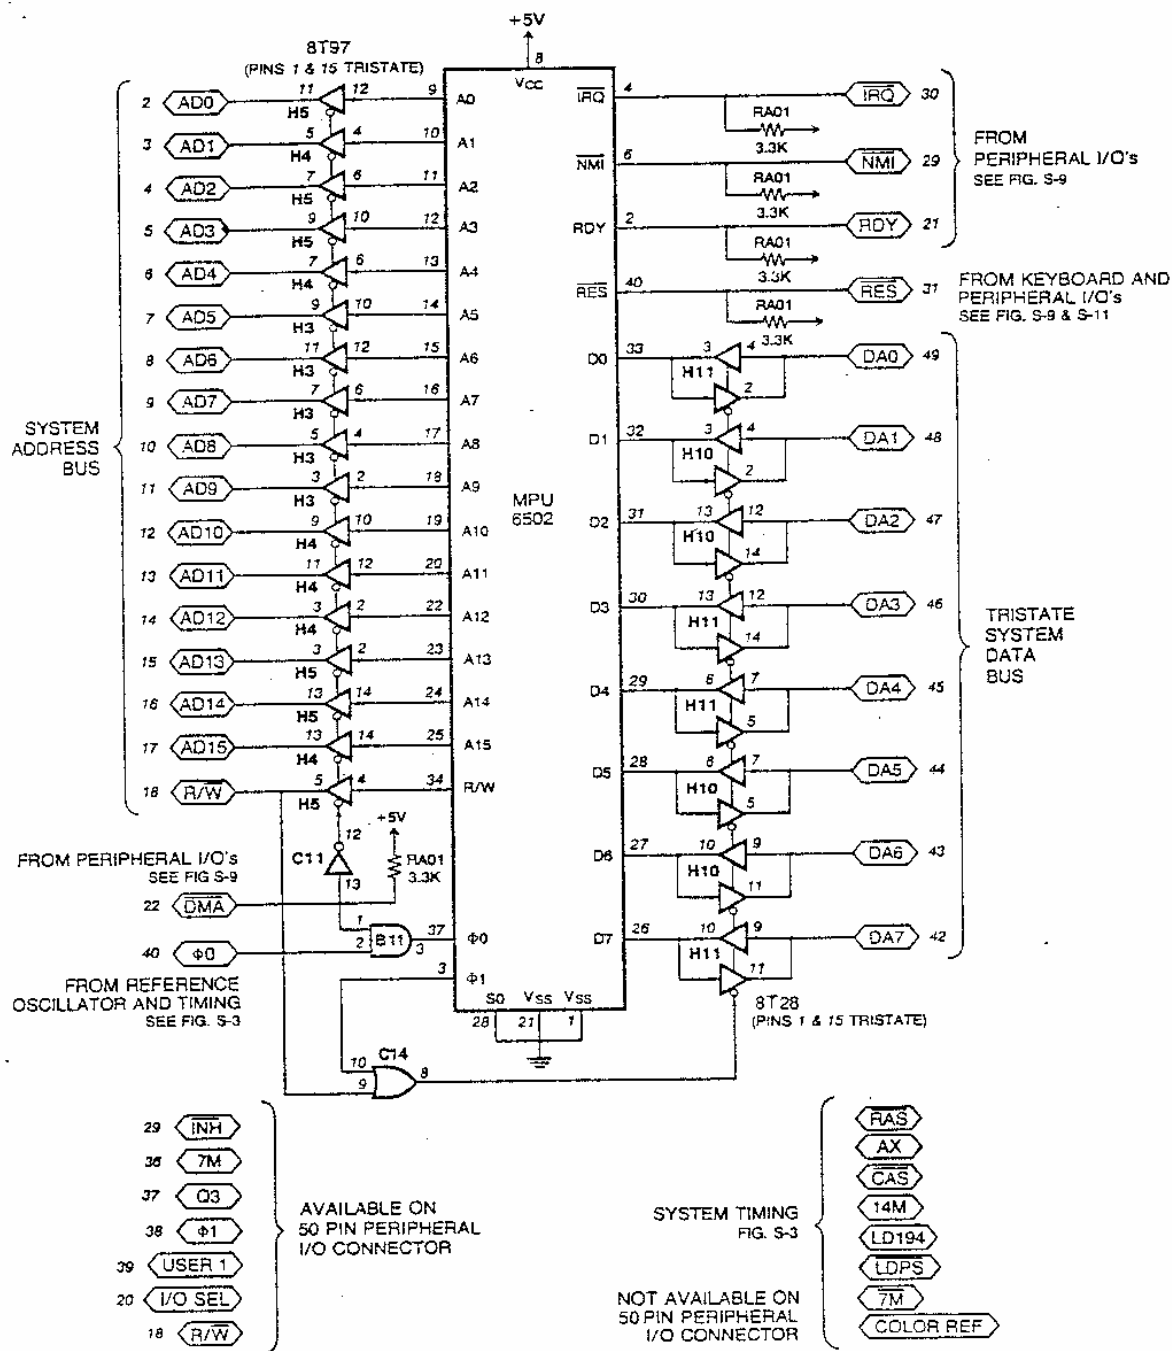 +5V
8T97
(PINS 1 & 15 TRISTATE)
8
VCC
2 AD0 11 12 9 A0
H5
3 AD1 5 4 10 A1
H4
4 AD2 7 6 11 A2
H5
5 AD3 9 10 12 A3
H5
6 AD4 7 6 13 A4
H4
7 AD5 9 10 14 A5
H3
8 AD6 11 12 15 A6
H3
9 AD7 7 6 16 A7
H3
10 AD8 5 4 17 A8
H3
11 AD9 3 2 18 A9
H3
12 AD10 9 10 19 A10
H4
13 AD11 11 12 20 A11
H4
14 AD12 3 2 22 A12
H4
15 AD13 3 2 23 A13
H5
16 AD14 13 14 24 A14
H5
17 AD15 13 14 25 A15
H4
18 R/W̅ 5 4 34 R/W
H5
SYSTEM
ADDRESS
BUS
MPU
6502
12 +5V
C11
13
RA01
3.3K
FROM PERIPHERAL I/O's
SEE FIG S-9
22 D̅M̅A̅
1
2 B11 3 37 Φ0
40 Φ0
3 Φ1
FROM REFERENCE
OSCILLATOR AND TIMING
SEE FIG. S-3
SO VSS VSS
28 21 1
C14
10
9 8
I̅R̅Q̅ 4 I̅R̅Q̅ 30
RA01
3.3K
N̅M̅I̅ 6 N̅M̅I̅ 29
RA01
3.3K
RDY 2 RDY 21
RA01
3.3K
R̅E̅S̅ 40 R̅E̅S̅ 31
RA01
3.3K
FROM
PERIPHERAL I/O's
SEE FIG. S-9
FROM KEYBOARD AND
PERIPHERAL I/O's
SEE FIG. S-9 & S-11
D0 33 3 4 DA0 49
H11
2
D1 32 3 4 DA1 48
H10
2
D2 31 13 12 DA2 47
H10
14
D3 30 13 12 DA3 46
H11
14
D4 29 6 7 DA4 45
H11
5
D5 28 6 7 DA5 44
H10
5
D6 27 10 9 DA6 43
H10
11
D7 26 10 9 DA7 42
H11
11
TRISTATE
SYSTEM
DATA
BUS
8T28
(PINS 1 & 15 TRISTATE)
29 I̅N̅H̅
36 7M
37 Q3
38 Φ1
39 USER 1
20 I̅/̅O̅ ̅S̅E̅L̅
18 R/W̅
AVAILABLE ON
50 PIN PERIPHERAL
I/O CONNECTOR
SYSTEM TIMING
FIG. S-3
NOT AVAILABLE ON
50 PIN PERIPHERAL
I/O CONNECTOR
R̅A̅S̅
AX
C̅A̅S̅
14M
LD194
L̅D̅P̅S̅
7̅M̅
COLOR REF